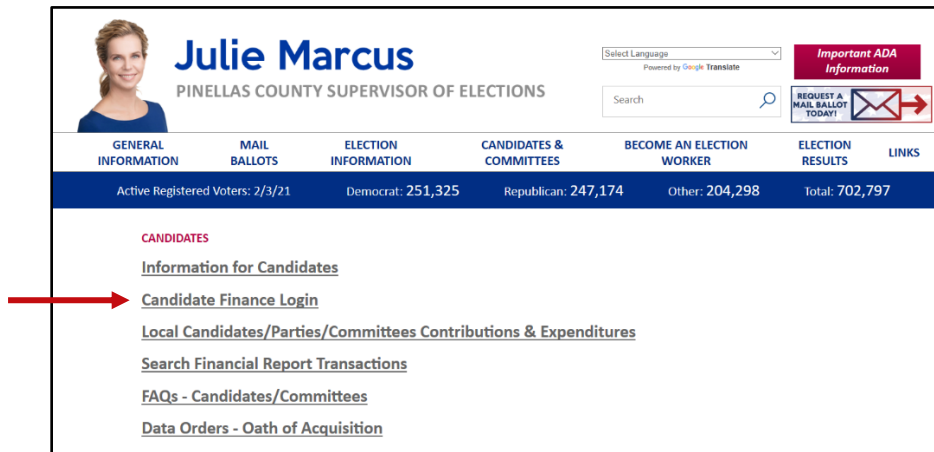 Julie Marcus
PINELLAS COUNTY SUPERVISOR OF ELECTIONS
Select Language
Powered by Google Translate
Search
Important ADA
Information
REQUEST A
MAIL BALLOT
TODAY!
GENERAL
INFORMATION
MAIL
BALLOTS
ELECTION
INFORMATION
CANDIDATES &
COMMITTEES
BECOME AN ELECTION
WORKER
ELECTION
RESULTS
LINKS
Active Registered Voters: 2/3/21 Democrat: 251,325 Republican: 247,174 Other: 204,298 Total: 702,797
CANDIDATES
Information for Candidates
Candidate Finance Login
Local Candidates/Parties/Committees Contributions & Expenditures
Search Financial Report Transactions
FAQs - Candidates/Committees
Data Orders - Oath of Acquisition